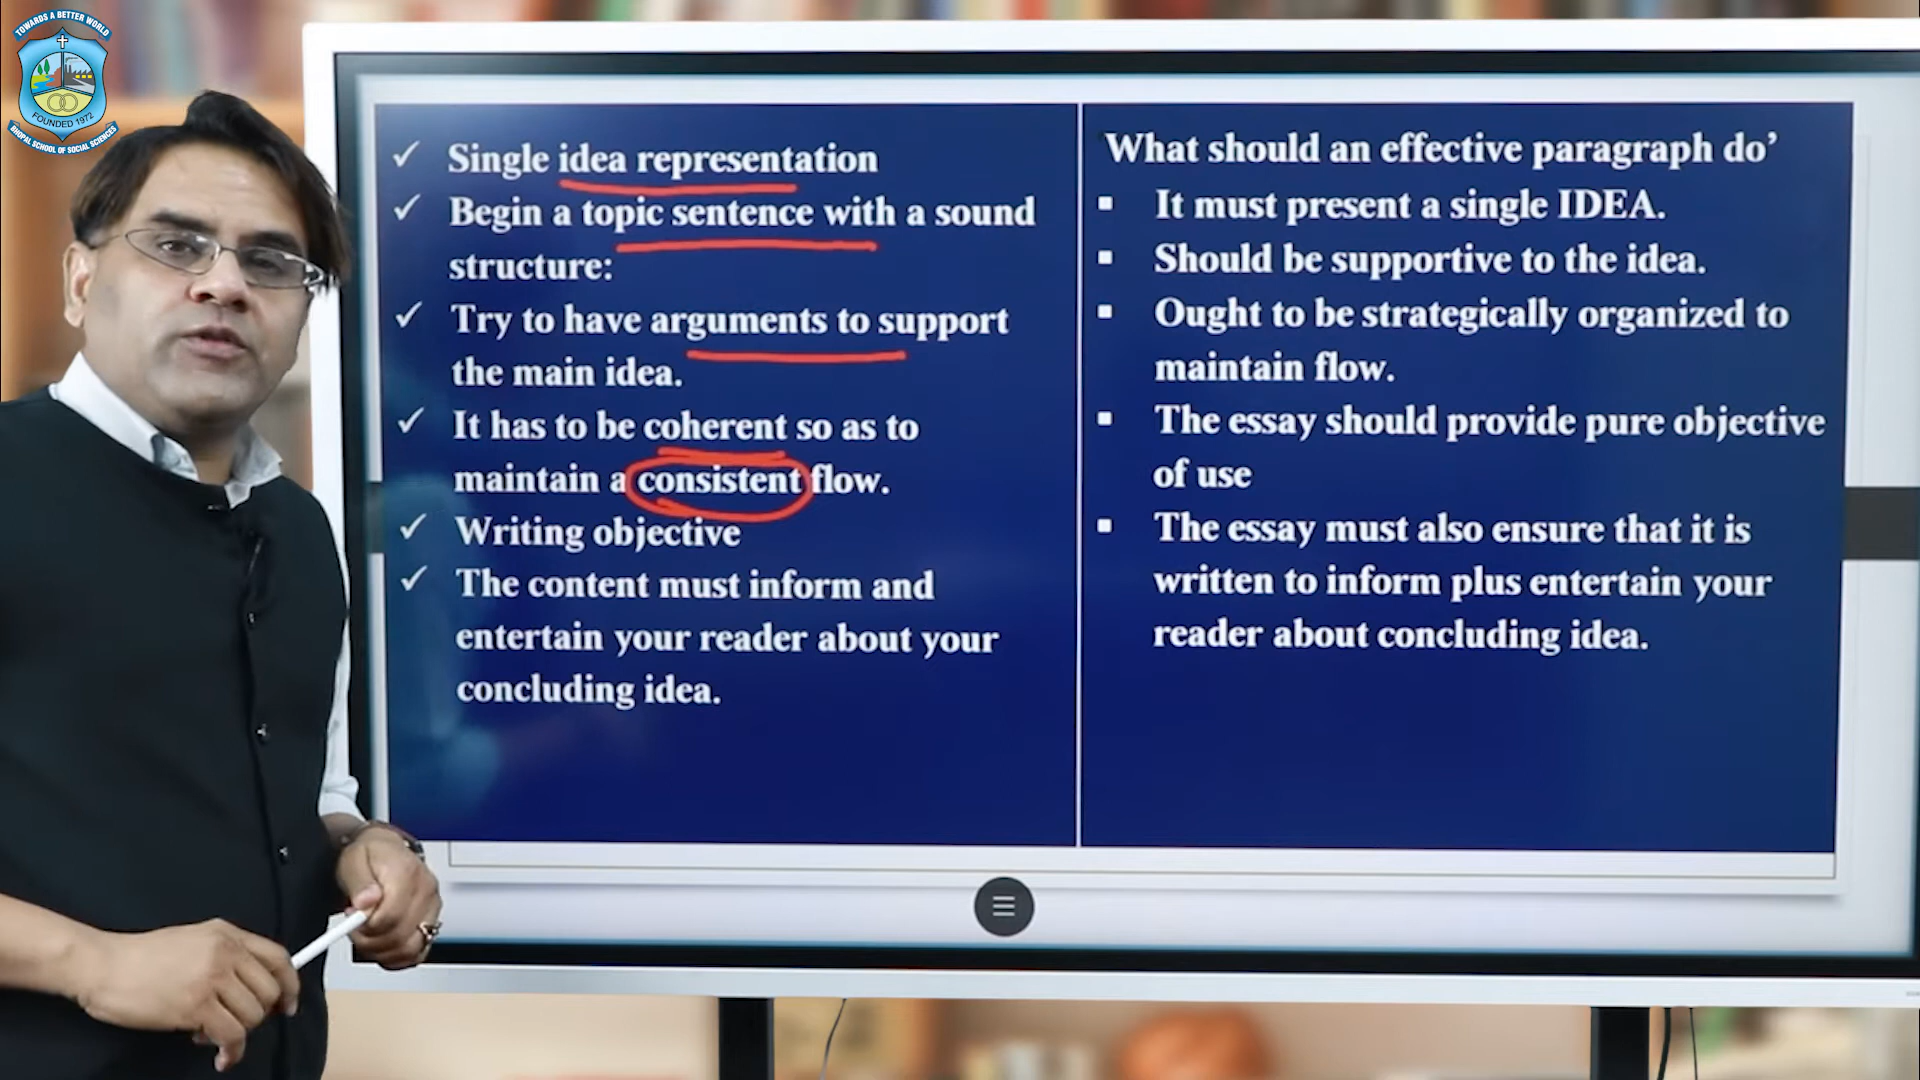 TOWARDS A BETTER WORLD
FOUNDED 1972
BHOPAL SCHOOL OF SOCIAL SCIENCES
✓ Single idea representation
✓ Begin a topic sentence with a sound
structure:
✓ Try to have arguments to support
the main idea.
✓ It has to be coherent so as to
maintain a consistent flow.
✓ Writing objective
✓ The content must inform and
entertain your reader about your
concluding idea.
'What should an effective paragraph do'
▪ It must present a single IDEA.
▪ Should be supportive to the idea.
▪ Ought to be strategically organized to
maintain flow.
▪ The essay should provide pure objective
of use
▪ The essay must also ensure that it is
written to inform plus entertain your
reader about concluding idea.